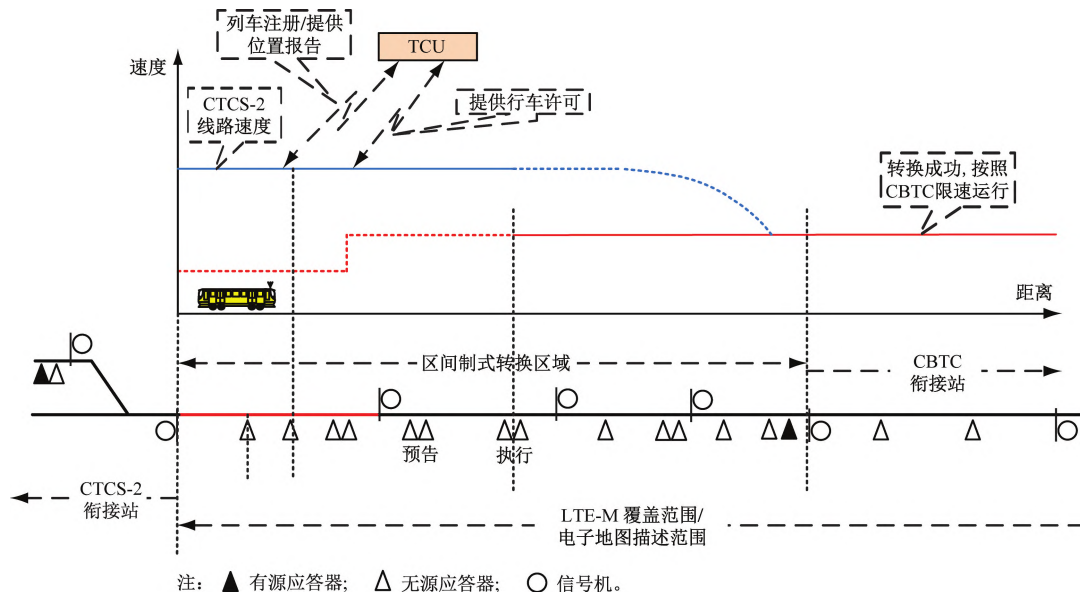 列车注册/提供
位置报告
TCU
速度
CTCS-2
线路速度
提供行车许可
转换成功,按照
CBTC限速运行
距离
区间制式转换区域
CBTC
衔接站
预告
执行
CTCS-2
衔接站
LTE-M 覆盖范围/
电子地图描述范围
注: 有源应答器; 无源应答器; 信号机。